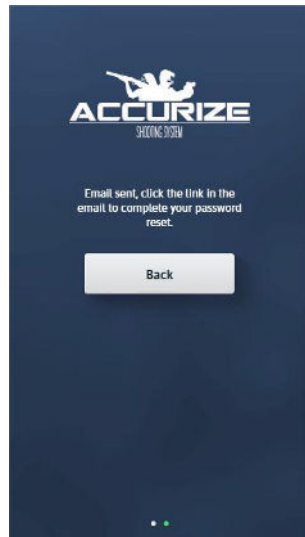 ACCURIZE
SHOOTING SYSTEM
Email sent, click the link in the
email to complete your password
reset.
Back